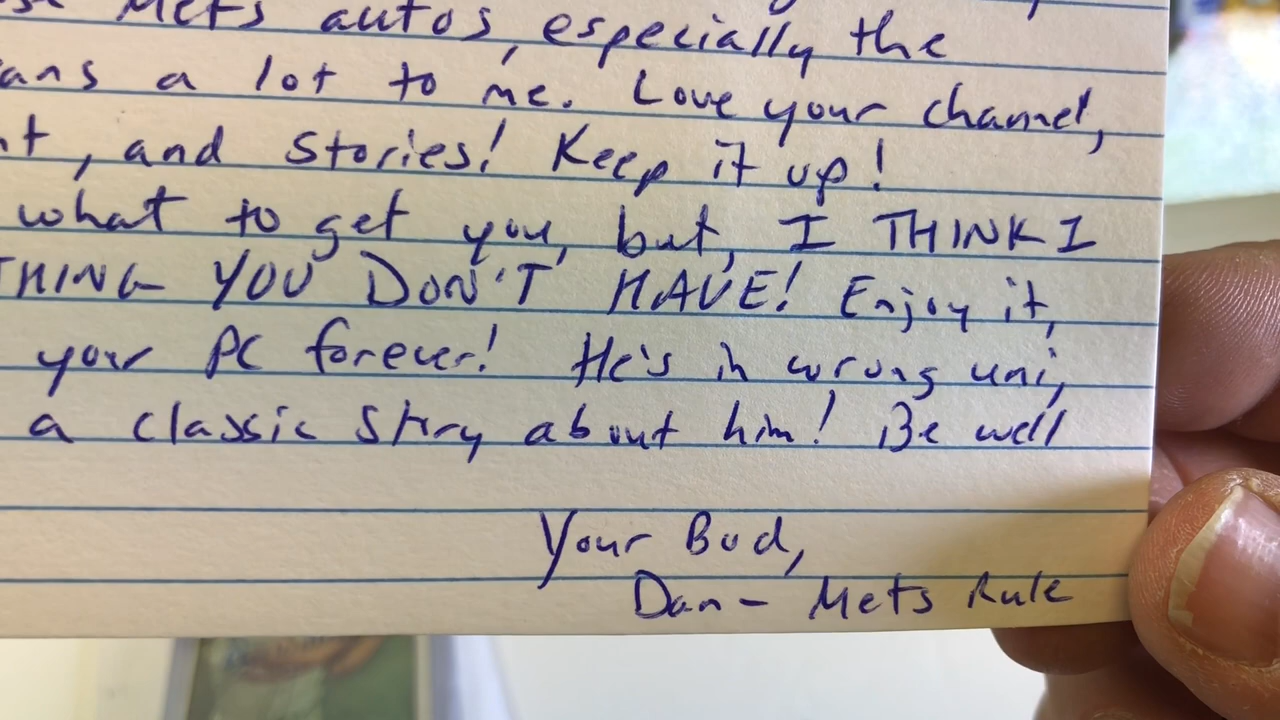 Mets autos, especially the
a lot to me. Love your channel,
, and stories! Keep it up!
what to get you, but, I THINK I
THING YOU DON'T HAVE! Enjoy it,
your PC forever! He's in wrong uni,
a classic story about him! Be well
Your Bud,
Dan - Mets Rule